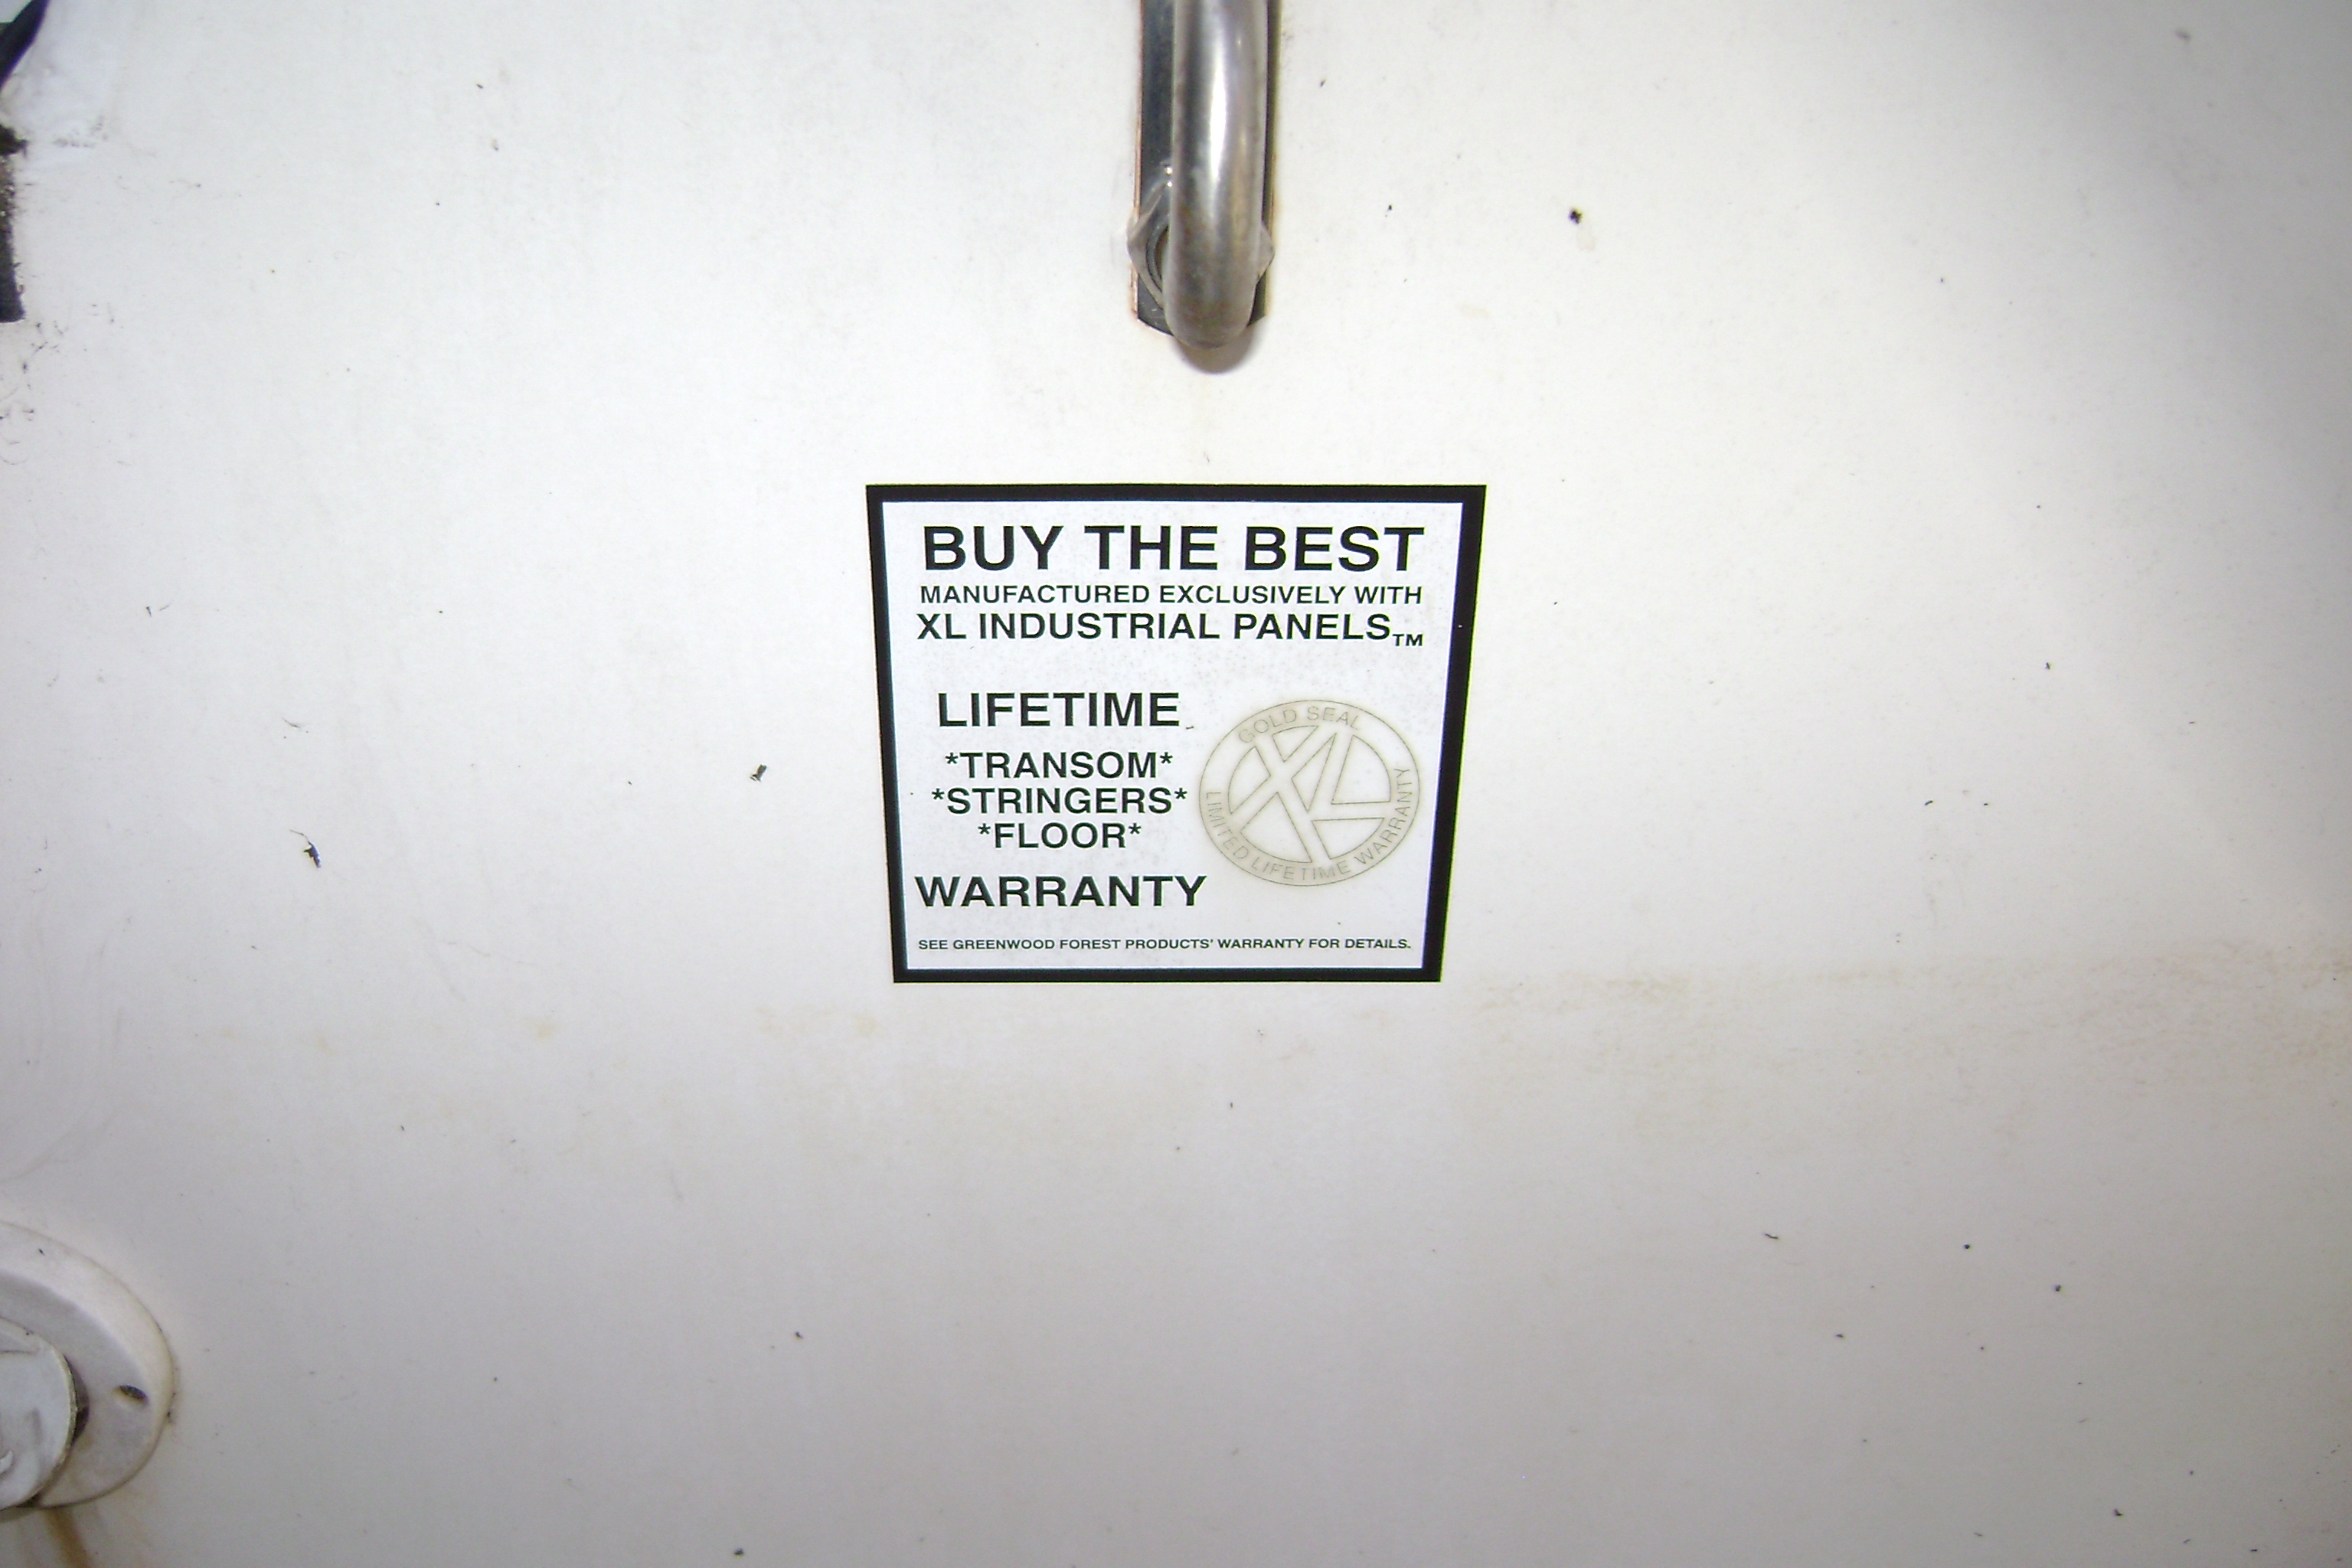 BUY THE BEST
MANUFACTURED EXCLUSIVELY WITH
XL INDUSTRIAL PANELS™
LIFETIME
*TRANSOM*
*STRINGERS*
*FLOOR*
WARRANTY
GOLD SEAL
XL
LIMITED LIFETIME WARRANTY
SEE GREENWOOD FOREST PRODUCTS' WARRANTY FOR DETAILS.